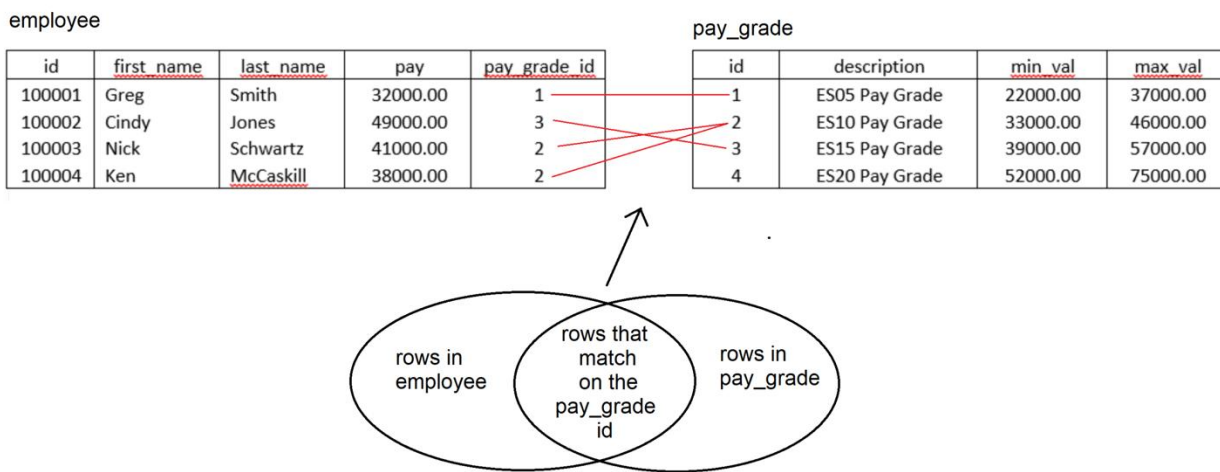 employee
id first_name last_name pay pay_grade_id
100001 Greg Smith 32000.00 1
100002 Cindy Jones 49000.00 3
100003 Nick Schwartz 41000.00 2
100004 Ken McCaskill 38000.00 2
pay_grade
id description min_val max_val
1 ES05 Pay Grade 22000.00 37000.00
2 ES10 Pay Grade 33000.00 46000.00
3 ES15 Pay Grade 39000.00 57000.00
4 ES20 Pay Grade 52000.00 75000.00
rows in
employee
rows that
match
on the
pay_grade
id
rows in
pay_grade